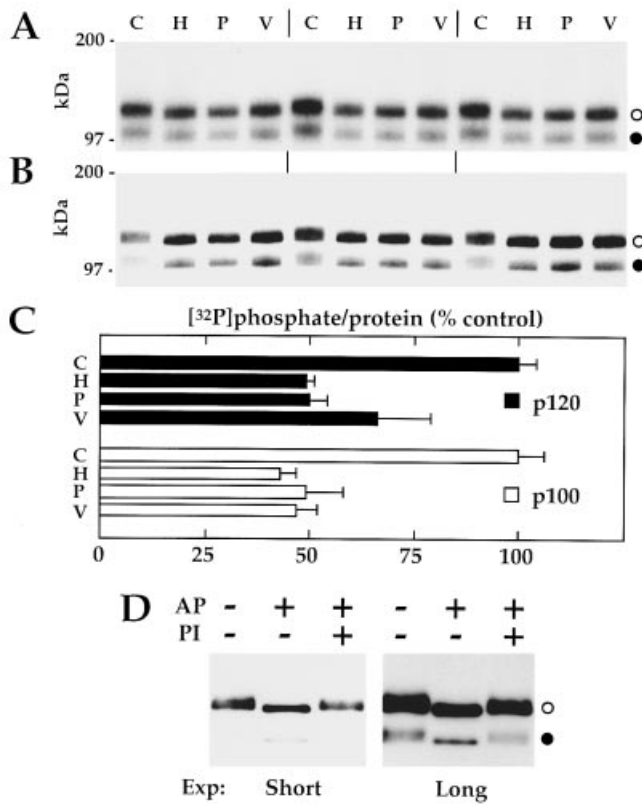 A C H P V C H P V C H P V
200
kDa
97
B
200
kDa
97
C [³²P]phosphate/protein (% control)
C
H
P
V
p120
C
H
P
V
p100
0 25 50 75 100
D AP - + + - + +
PI - - + - - +
Exp: Short Long